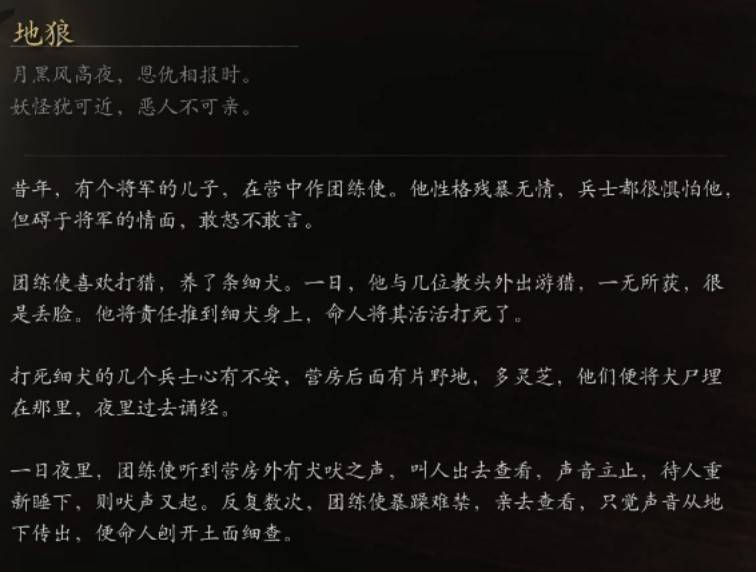 地狼
月黑风高夜，恩仇相报时。
妖怪犹可近，恶人不可亲。
昔年，有个将军的儿子，在营中作团练使。他性格残暴无情，兵士都很惧怕他，
但碍于将军的情面，敢怒不敢言。
团练使喜欢打猎，养了条细犬。一日，他与几位教头外出游猎，一无所获，很
是丢脸。他将责任推到细犬身上，命人将其活活打死了。
打死细犬的几个兵士心有不安，营房后面有片野地，多灵芝，他们便将犬尸埋
在那里，夜里过去诵经。
一日夜里，团练使听到营房外有犬吠之声，叫人出去查看，声音立止，待人重
新睡下，则吠声又起。反复数次，团练使暴躁难禁，亲去查看，只觉声音从地
下传出，便命人刨开土面细查。